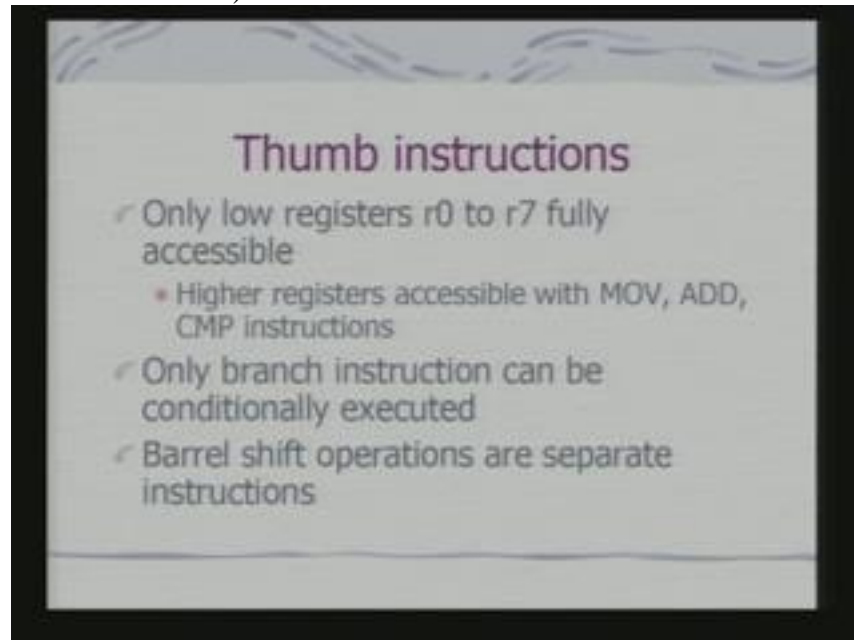 Thumb instructions
Only low registers r0 to r7 fully
accessible
Higher registers accessible with MOV, ADD,
CMP instructions
Only branch instruction can be
conditionally executed
Barrel shift operations are separate
instructions